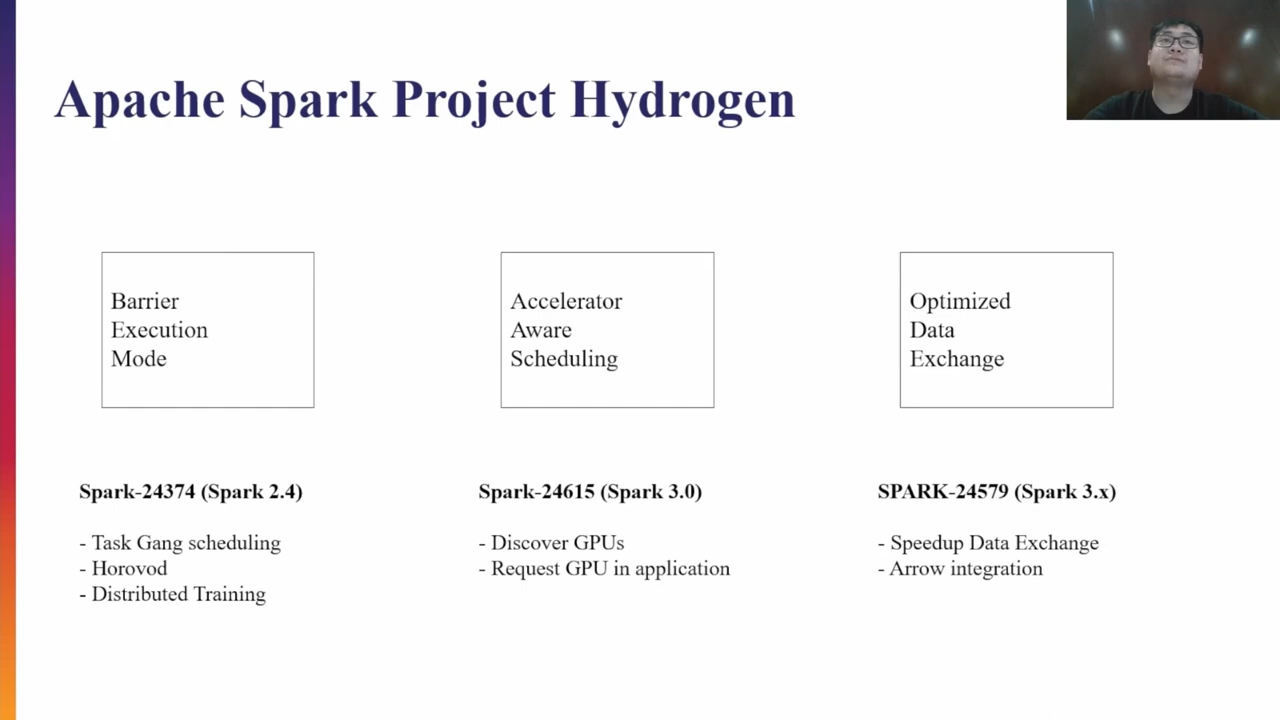 Apache Spark Project Hydrogen
Barrier
Execution
Mode
Accelerator
Aware
Scheduling
Optimized
Data
Exchange
Spark-24374 (Spark 2.4)
- Task Gang scheduling
- Horovod
- Distributed Training
Spark-24615 (Spark 3.0)
- Discover GPUs
- Request GPU in application
SPARK-24579 (Spark 3.x)
- Speedup Data Exchange
- Arrow integration